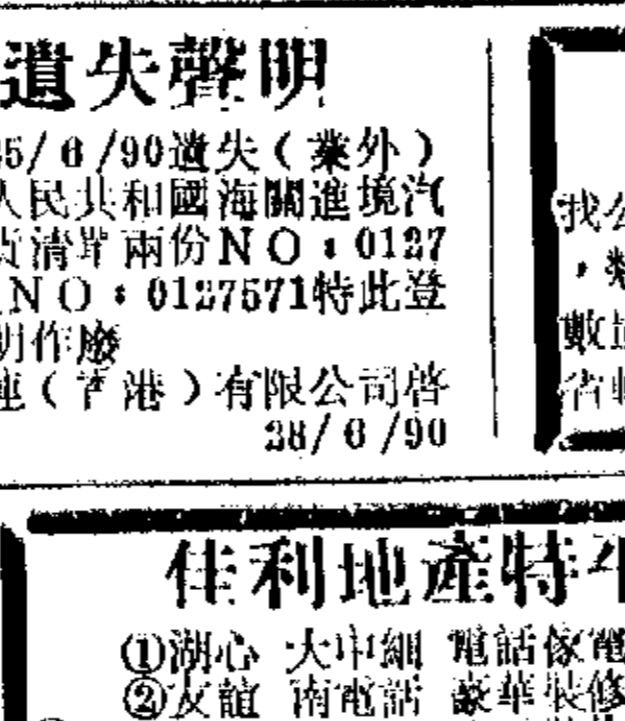 遺失聲明
5/6/90遺失(業外)
人民共和國海關進境汽
清單兩份NO:0127
NO:0127571特此登
明作廢
(香港)有限公司啓
28/6/90
找公
數
省
佳利地產特
①湖心 大中細 電話傢電
②友誼 南電話 豪華裝修